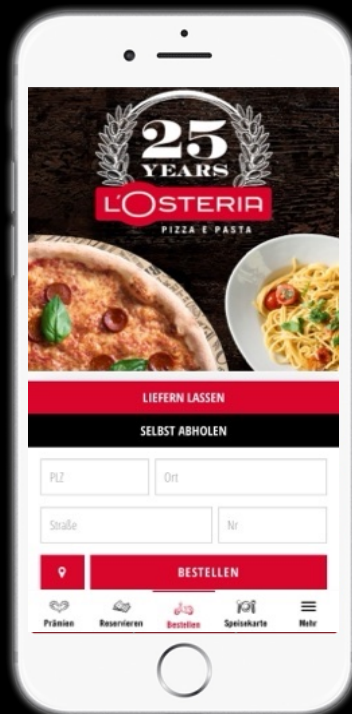 25
YEARS
L'OSTERIA
PIZZA E PASTA
LIEFERN LASSEN
SELBST ABHOLEN
PLZ Ort
Straße Nr
BESTELLEN
Prämien Reservieren Bestellen Speisekarte Mehr